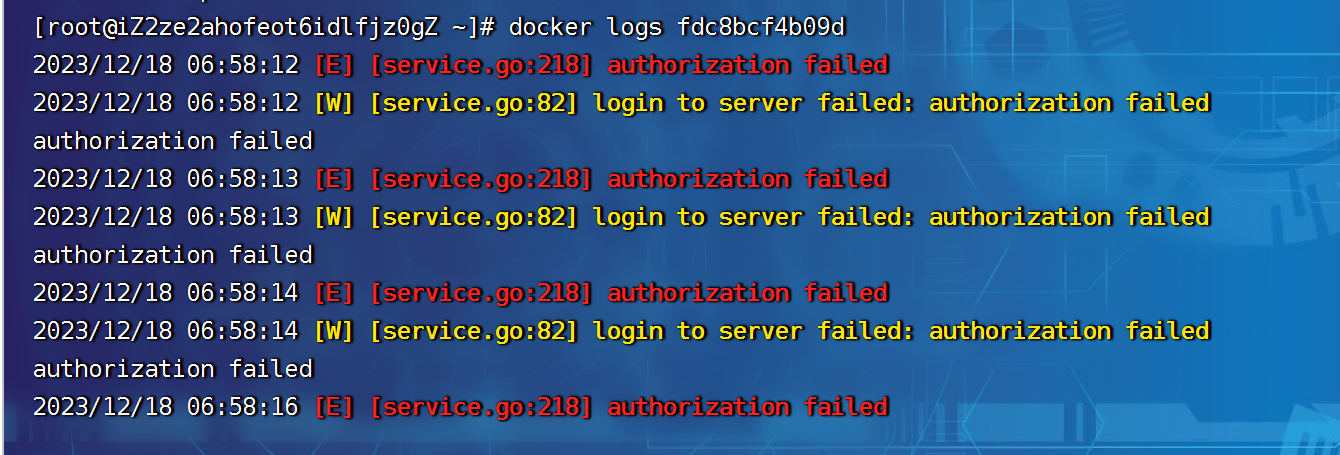 [root@iZ2ze2ahofeot6idlfjz0gZ ~]# docker logs fdc8bcf4b09d
2023/12/18 06:58:12 [E] [service.go:218] authorization failed
2023/12/18 06:58:12 [W] [service.go:82] login to server failed: authorization failed
authorization failed
2023/12/18 06:58:13 [E] [service.go:218] authorization failed
2023/12/18 06:58:13 [W] [service.go:82] login to server failed: authorization failed
authorization failed
2023/12/18 06:58:14 [E] [service.go:218] authorization failed
2023/12/18 06:58:14 [W] [service.go:82] login to server failed: authorization failed
authorization failed
2023/12/18 06:58:16 [E] [service.go:218] authorization failed